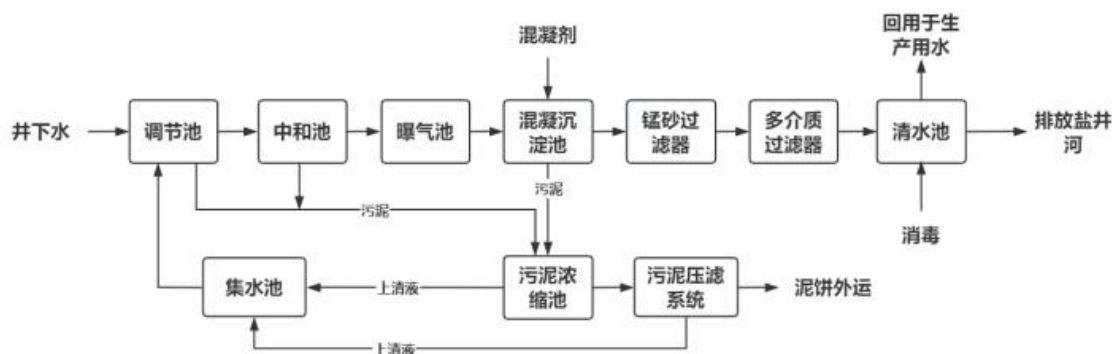 混凝剂
回用于生
产用水
井下水
调节池
中和池
曝气池
混凝沉
淀池
锰砂过
滤器
多介质
过滤器
清水池
排放盐井
河
污泥
污泥
消毒
集水池
上清液
污泥浓
缩池
污泥压滤
系统
泥饼外运
上清液